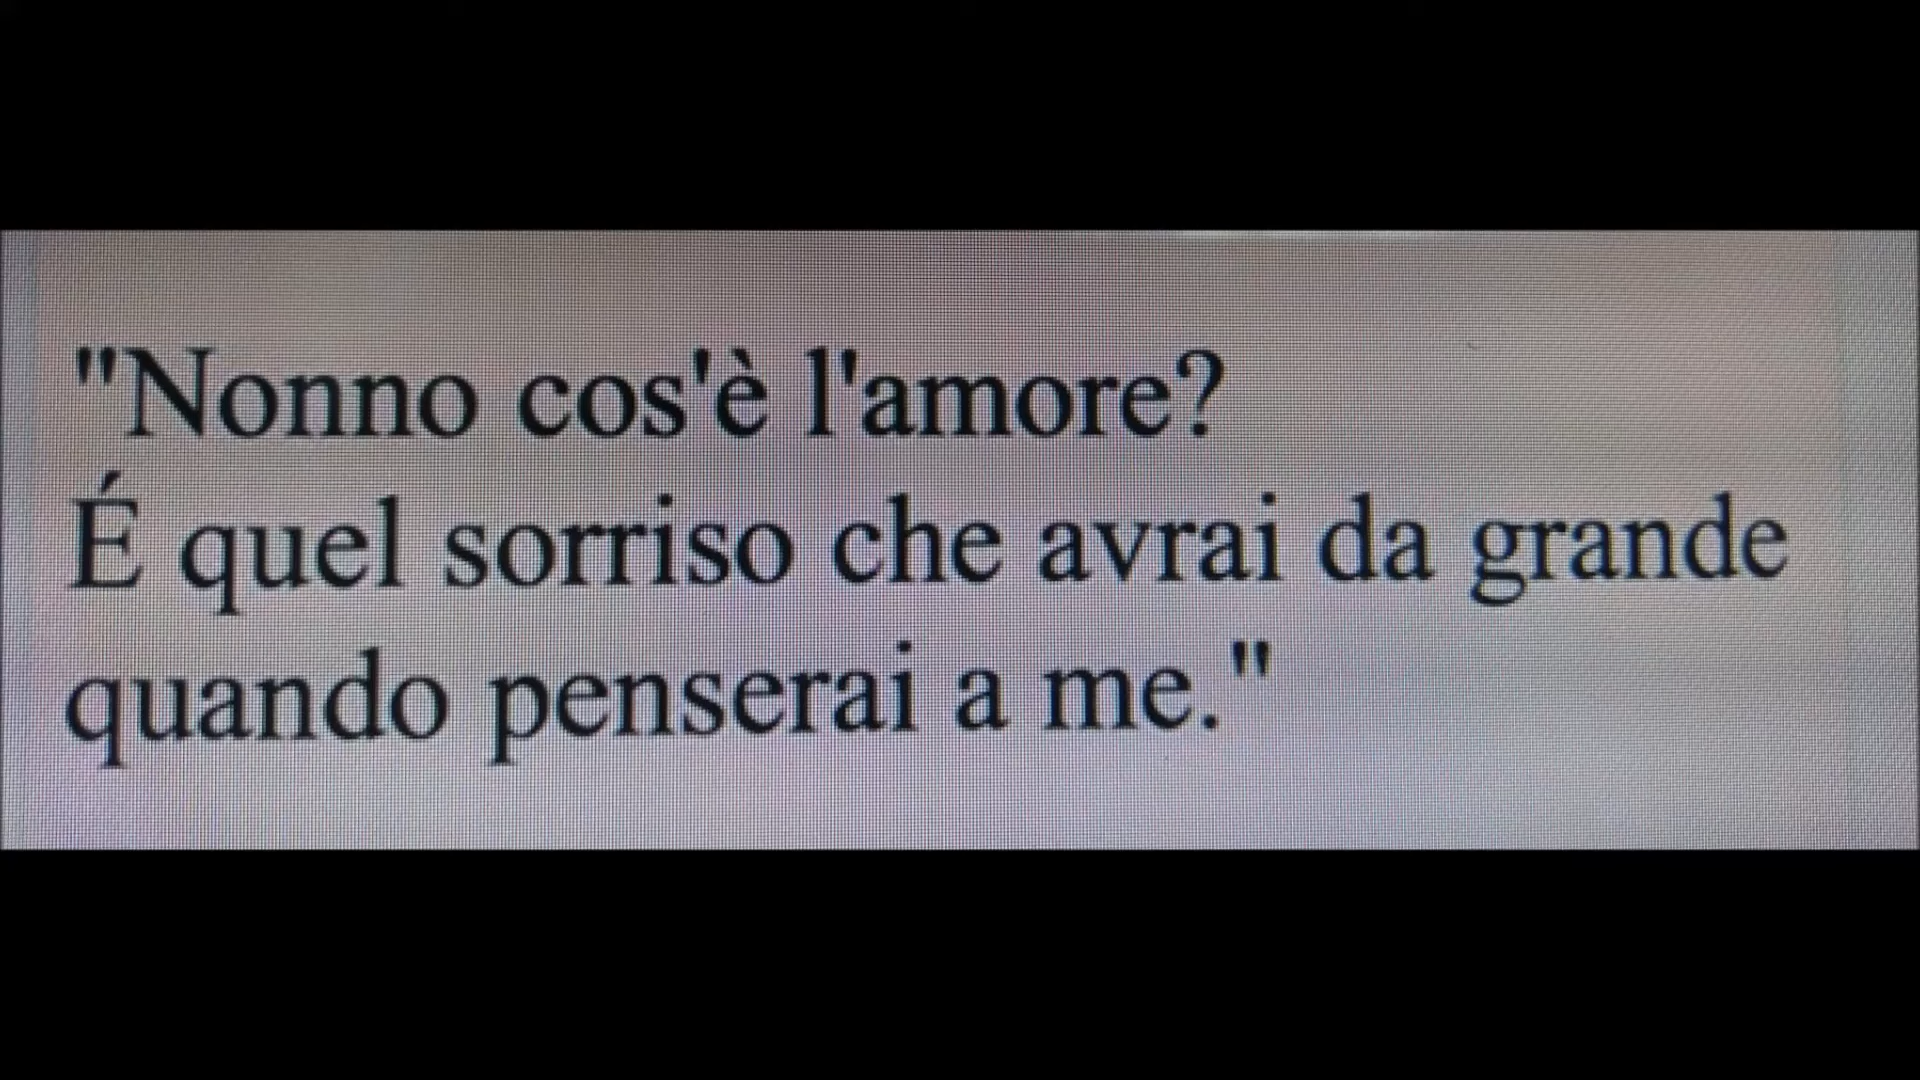 "Nonno cos'è l'amore?
É quel sorriso che avrai da grande
quando penserai a me."